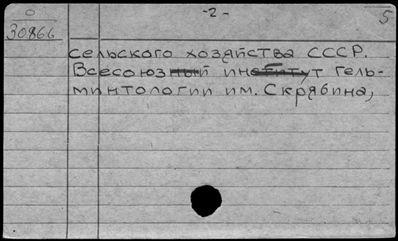 О -2- 5
30866
сельского хозяйства СССР.
Всесоюзный институт гель-
минтологии им. Скрябина,